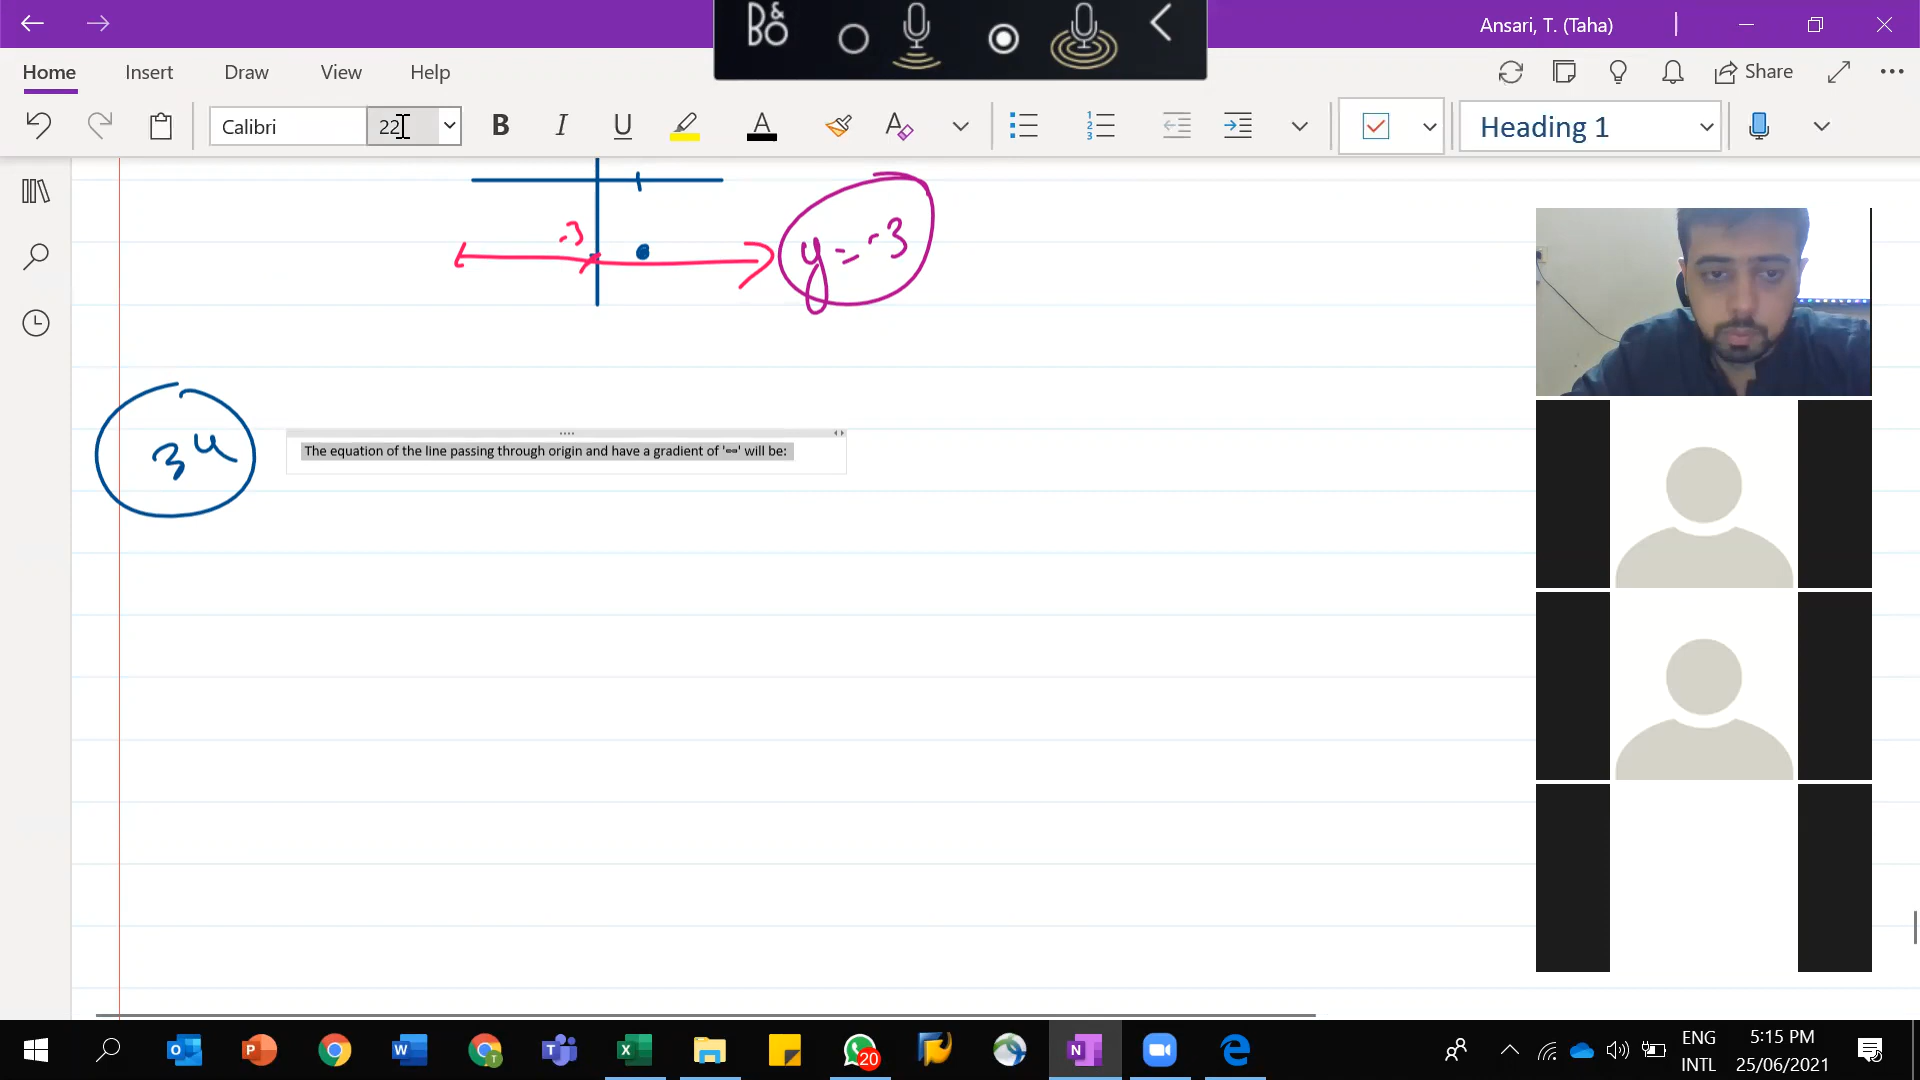 B&O
Ansari, T. (Taha)
Home Insert Draw View Help Share
Calibri 22 B I U A Heading 1
-3
y=-3
34
The equation of the line passing through origin and have a gradient of '∞' will be:
20
ENG 5:15 PM
INTL 25/06/2021